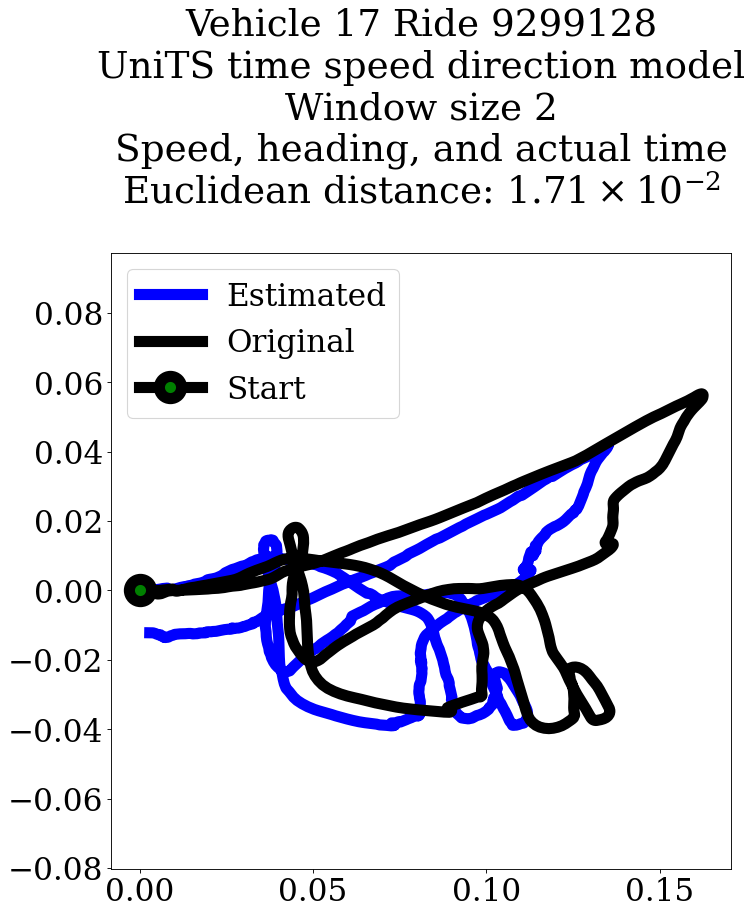 Vehicle 17 Ride 9299128
UniTS time speed direction model
Window size 2
Speed, heading, and actual time
Euclidean distance: 1.71 × 10⁻²
Estimated
Original
Start
0.08
0.06
0.04
0.02
0.00
−0.02
−0.04
−0.06
−0.08
0.00 0.05 0.10 0.15